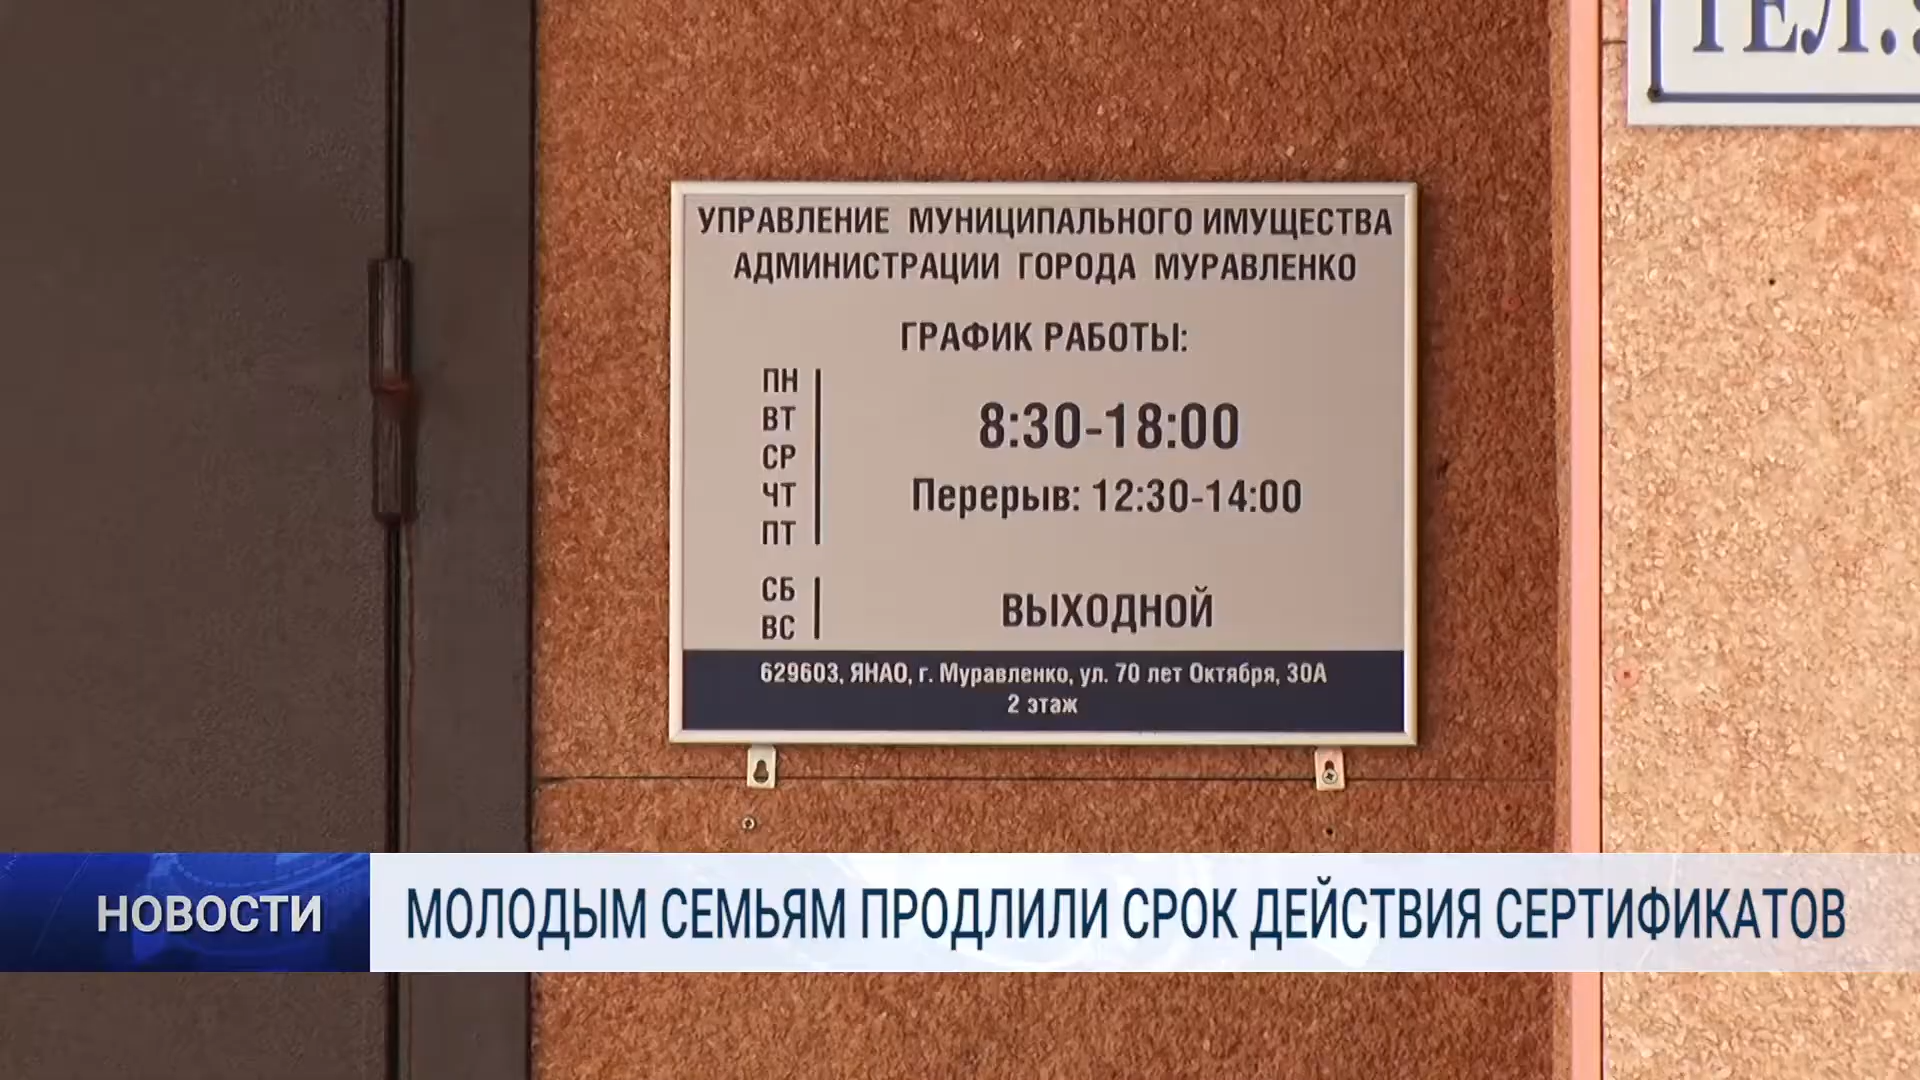 ТЕЛ.
УПРАВЛЕНИЕ МУНИЦИПАЛЬНОГО ИМУЩЕСТВА
АДМИНИСТРАЦИИ ГОРОДА МУРАВЛЕНКО
ГРАФИК РАБОТЫ:
ПН
ВТ
СР
ЧТ
ПТ
8:30-18:00
Перерыв: 12:30-14:00
СБ
ВС
ВЫХОДНОЙ
629603, ЯНАО, г. Муравленко, ул. 70 лет Октября, 30А
2 этаж
НОВОСТИ
МОЛОДЫМ СЕМЬЯМ ПРОДЛИЛИ СРОК ДЕЙСТВИЯ СЕРТИФИКАТОВ